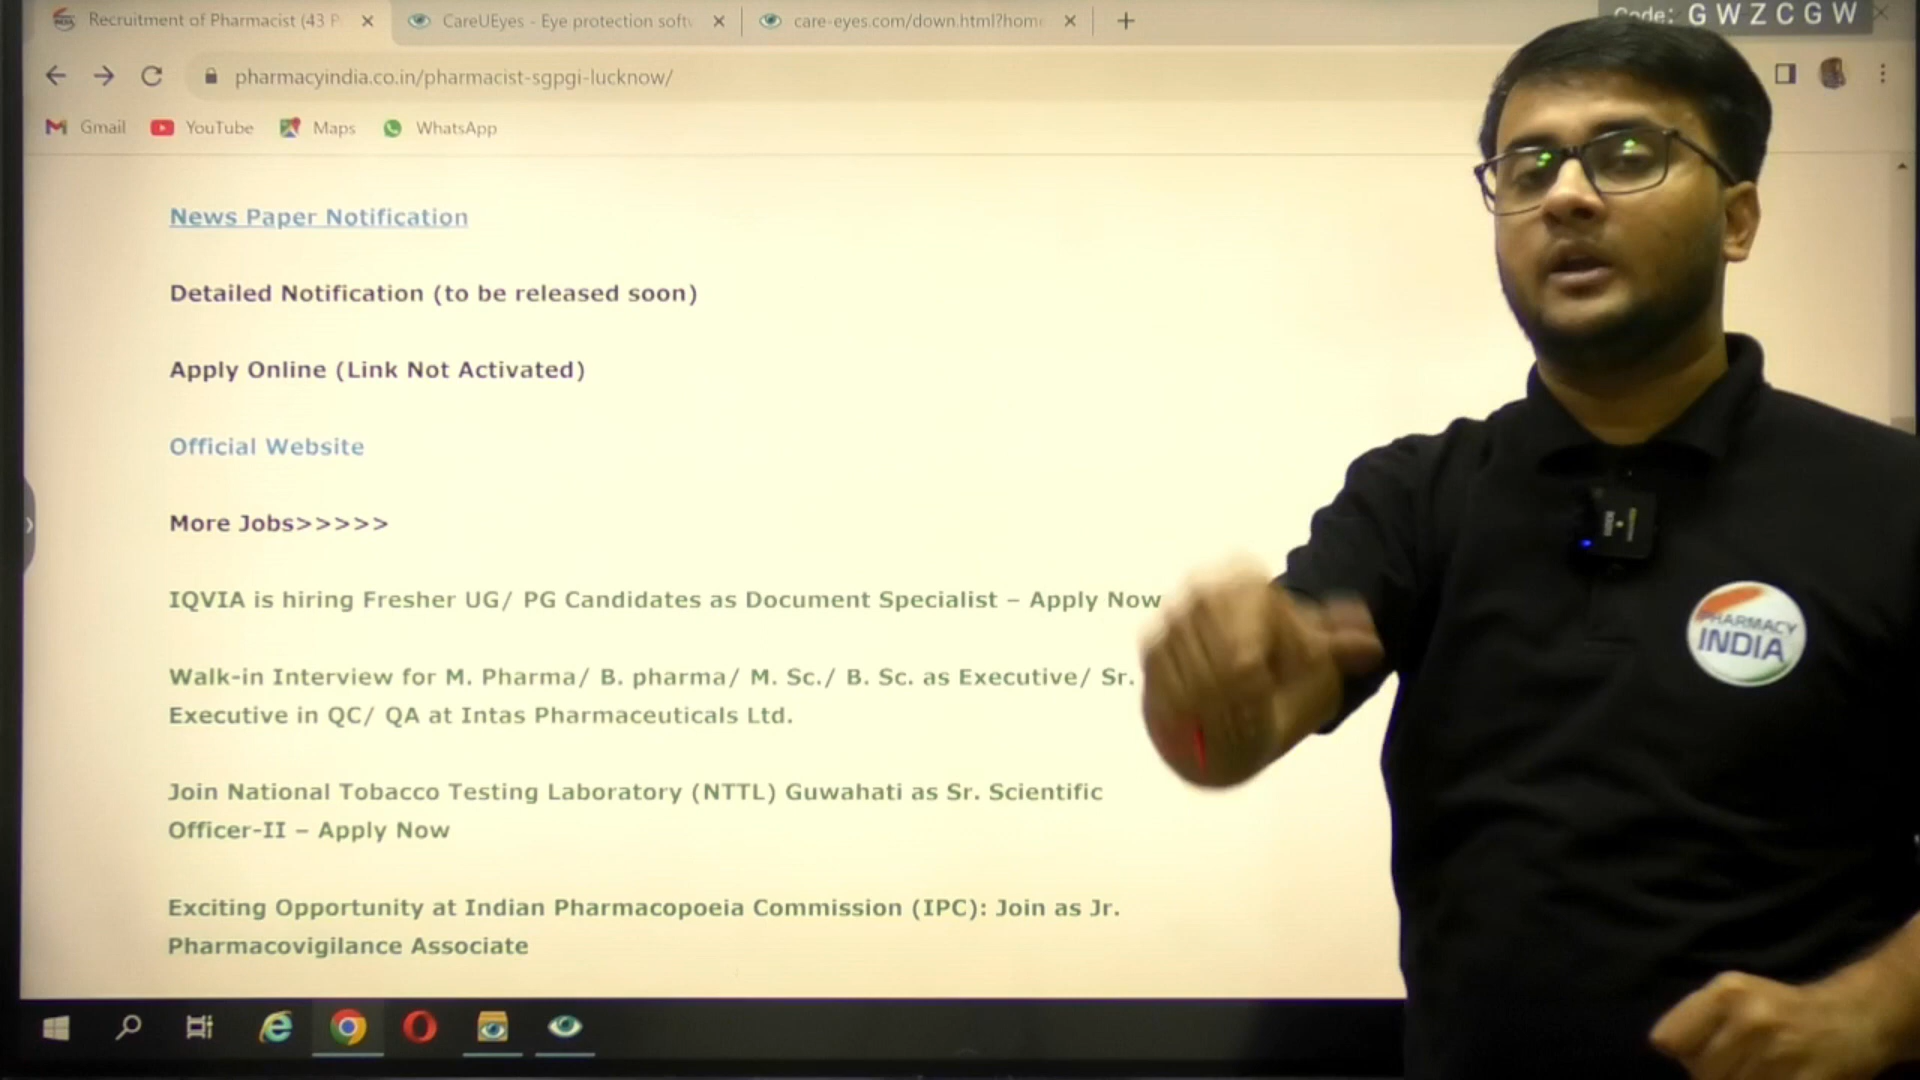 Recruitment of Pharmacist (43 P
CareUEyes - Eye protection softw
care-eyes.com/down.html?home
Code: GWZCGW
pharmacyindia.co.in/pharmacist-sgpgi-lucknow/
Gmail
YouTube
Maps
WhatsApp
News Paper Notification
Detailed Notification (to be released soon)
Apply Online (Link Not Activated)
Official Website
More Jobs>>>>>
IQVIA is hiring Fresher UG/ PG Candidates as Document Specialist – Apply Now
Walk-in Interview for M. Pharma/ B. pharma/ M. Sc./ B. Sc. as Executive/ Sr.
Executive in QC/ QA at Intas Pharmaceuticals Ltd.
Join National Tobacco Testing Laboratory (NTTL) Guwahati as Sr. Scientific
Officer-II – Apply Now
Exciting Opportunity at Indian Pharmacopoeia Commission (IPC): Join as Jr.
Pharmacovigilance Associate
PHARMACY
INDIA